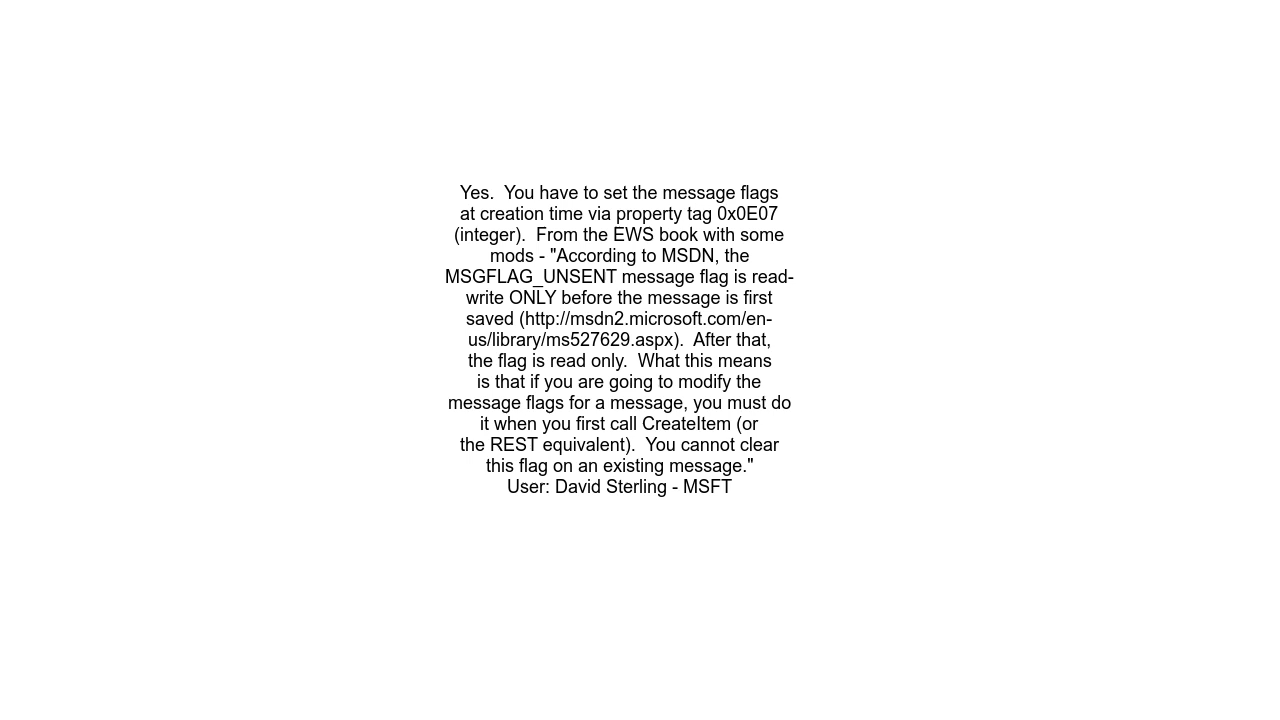 Yes.  You have to set the message flags
at creation time via property tag 0x0E07
(integer).  From the EWS book with some
mods - "According to MSDN, the
MSGFLAG_UNSENT message flag is read-
write ONLY before the message is first
saved (http://msdn2.microsoft.com/en-
us/library/ms527629.aspx).  After that,
the flag is read only.  What this means
is that if you are going to modify the
message flags for a message, you must do
it when you first call CreateItem (or
the REST equivalent).  You cannot clear
this flag on an existing message."
User: David Sterling - MSFT